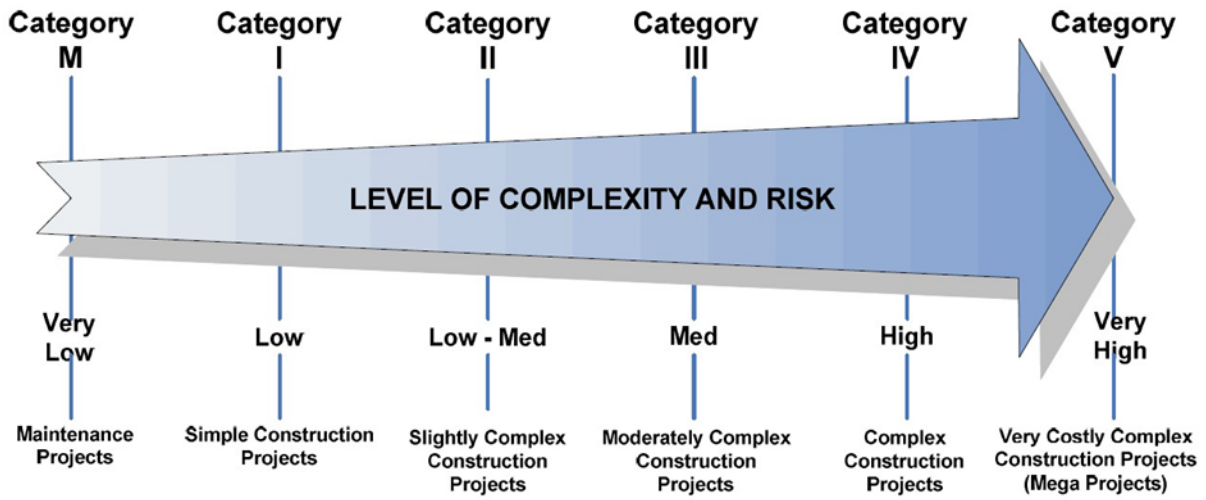 Category
M
Category
I
Category
II
Category
III
Category
IV
Category
V
LEVEL OF COMPLEXITY AND RISK
Very
Low
Low
Low - Med
Med
High
Very
High
Maintenance
Projects
Simple Construction
Projects
Slightly Complex
Construction
Projects
Moderately Complex
Construction
Projects
Complex
Construction
Projects
Very Costly Complex
Construction Projects
(Mega Projects)